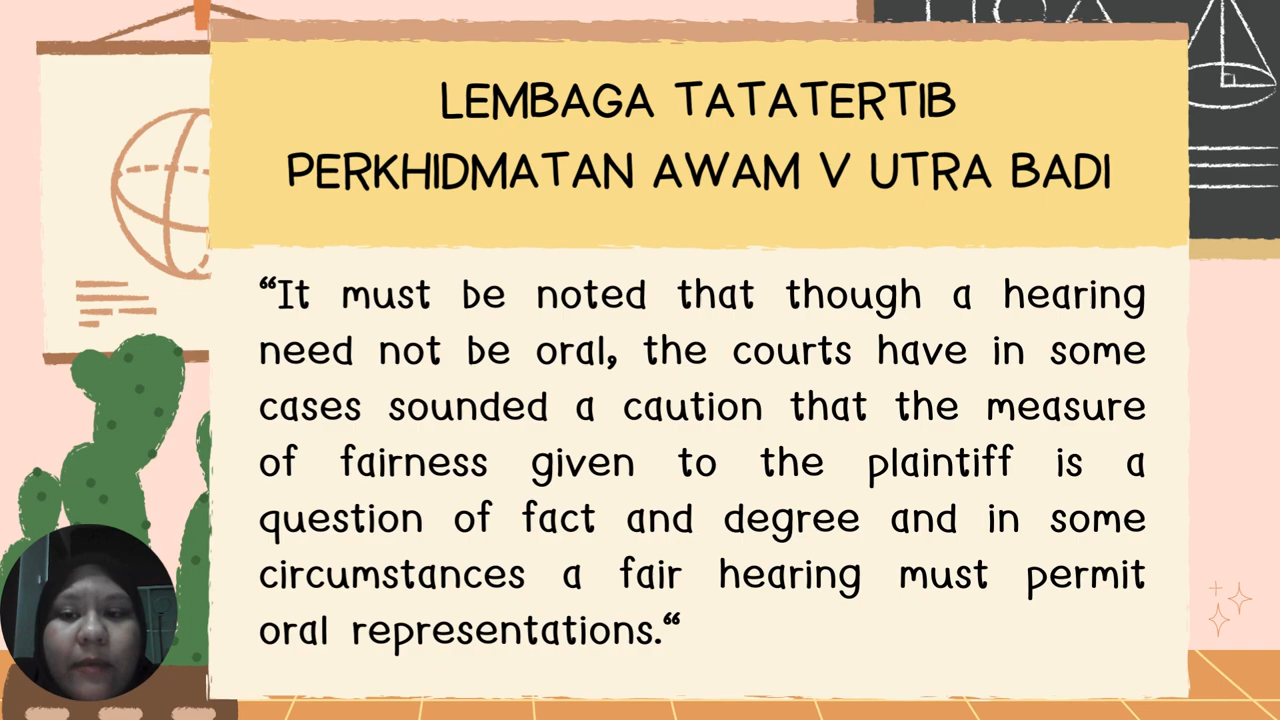 LEMBAGA TATATERTIB
PERKHIDMATAN AWAM V UTRA BADI
“It must be noted that though a hearing
need not be oral, the courts have in some
cases sounded a caution that the measure
of fairness given to the plaintiff is a
question of fact and degree and in some
circumstances a fair hearing must permit
oral representations.“